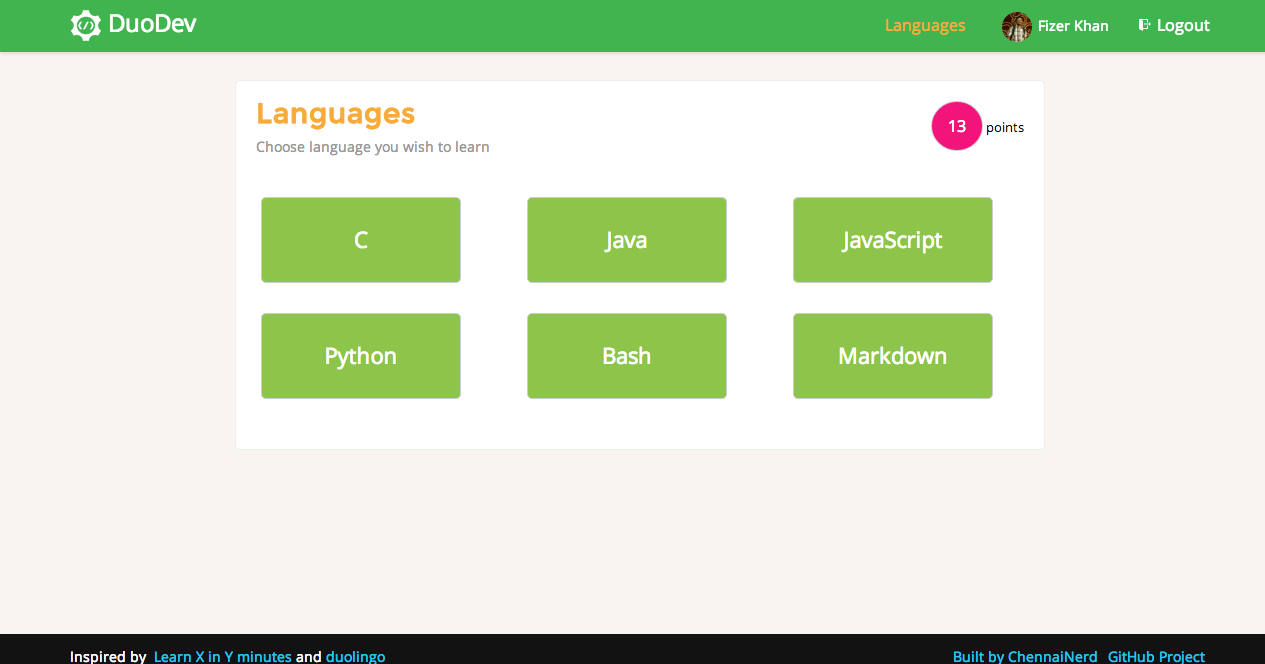 DuoDev Languages Fizer Khan Logout
Languages
13 points
Choose language you wish to learn
C Java JavaScript
Python Bash Markdown
Inspired by Learn X in Y minutes and duolingo Built by ChennaiNerd GitHub Project